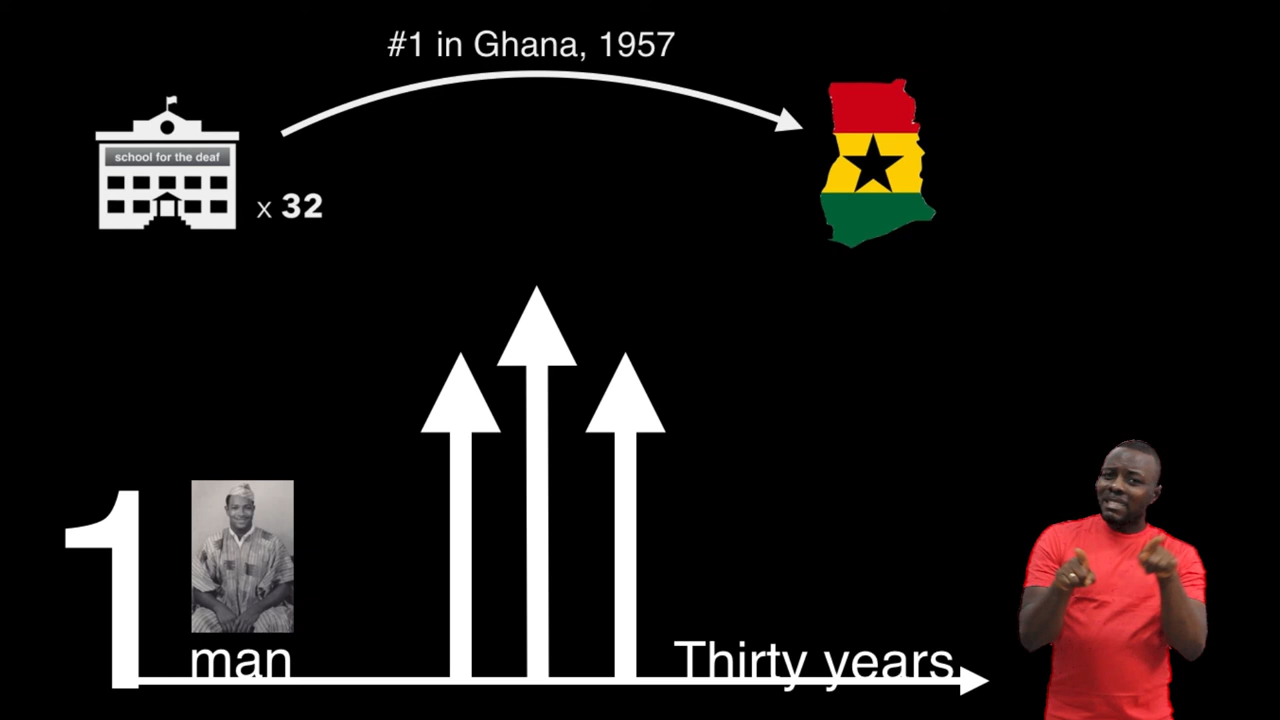 #1 in Ghana, 1957
school for the deaf
x 32
1
man
Thirty years